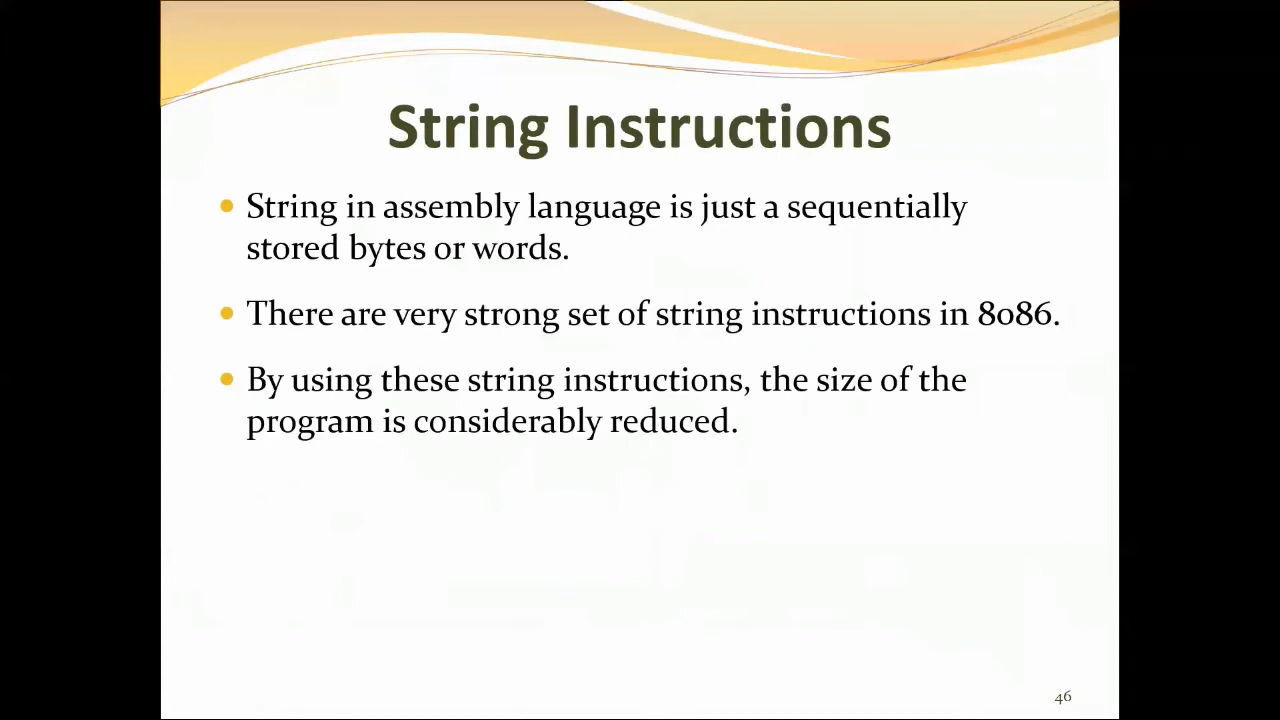 String Instructions
• String in assembly language is just a sequentially
stored bytes or words.
• There are very strong set of string instructions in 8086.
• By using these string instructions, the size of the
program is considerably reduced.
46